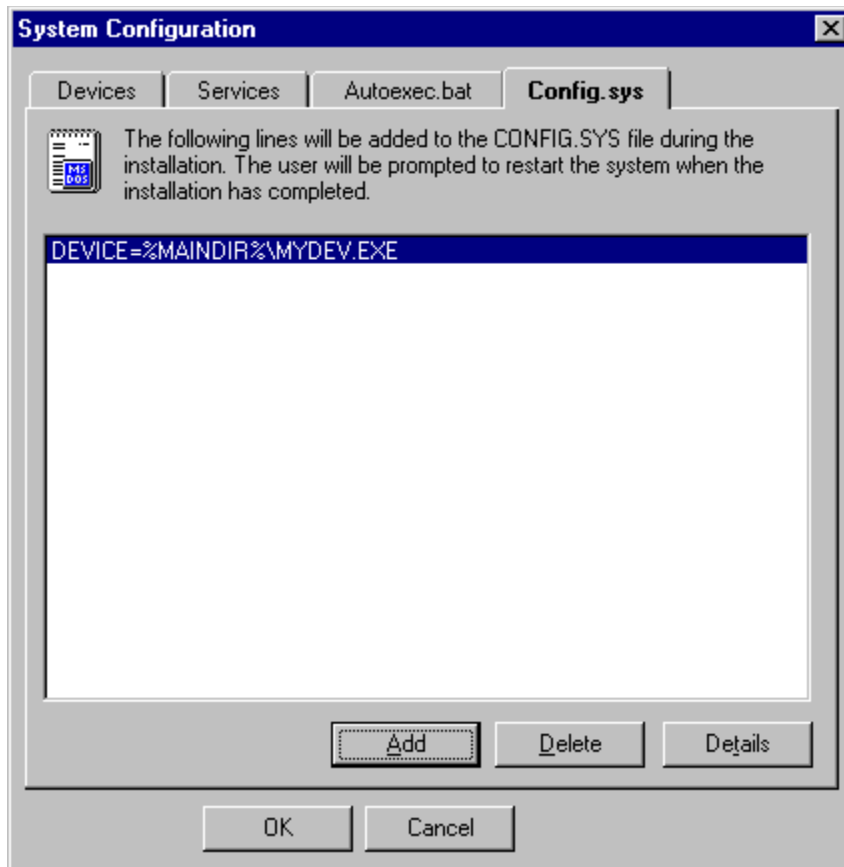 System Configuration
Devices
Services
Autoexec.bat
Config.sys
MS
DOS
The following lines will be added to the CONFIG.SYS file during the
installation. The user will be prompted to restart the system when the
installation has completed.
DEVICE=%MAINDIR%\MYDEV.EXE
Add
Delete
Details
OK
Cancel